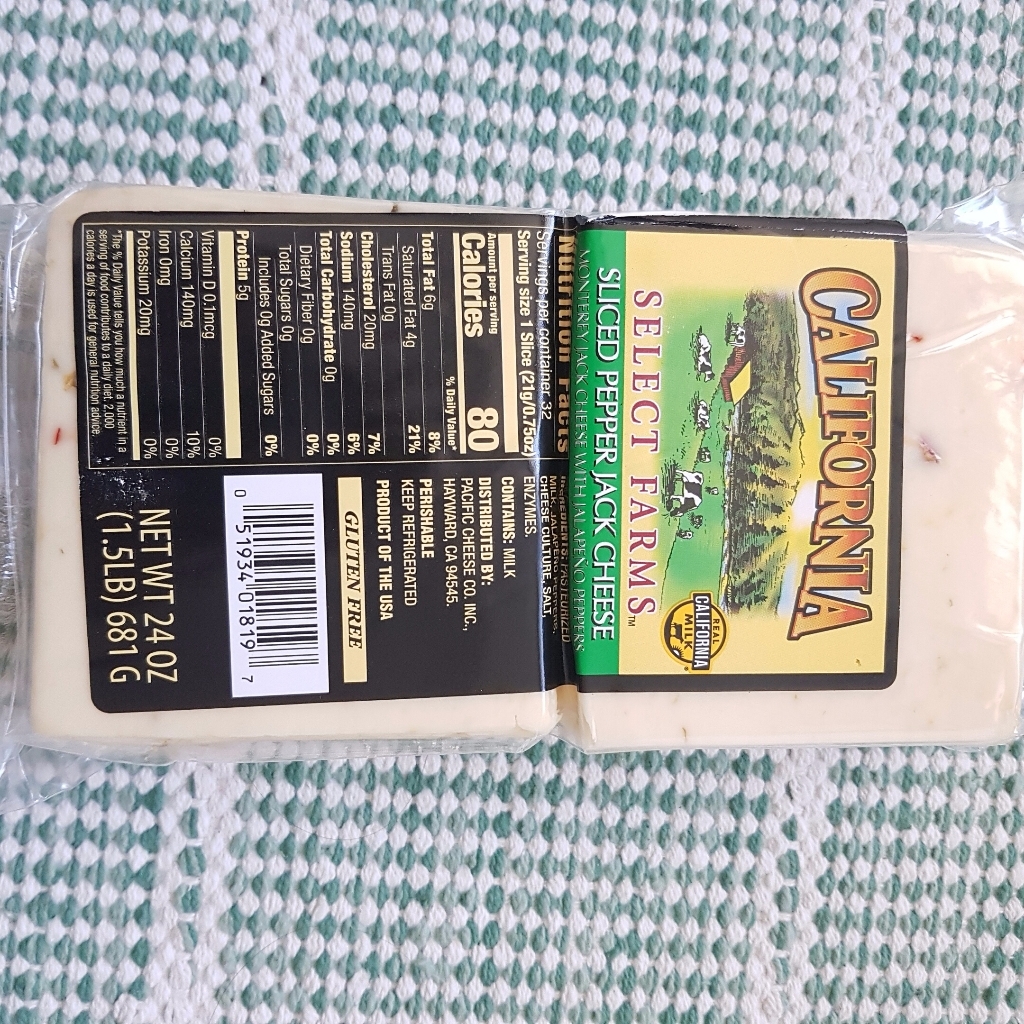 CALIFORNIA
SELECT FARMS™
REAL
CALIFORNIA
MILK
®
SLICED PEPPER JACK CHEESE
MONTEREY JACK CHEESE WITH JALAPENO PEPPERS
Nutrition Facts
Servings per container 32
Serving size 1 Slice (21g/0.75oz)
Amount per serving
Calories 80
% Daily Value*
Total Fat 6g 8%
Saturated Fat 4g 21%
Trans Fat 0g
Cholesterol 20mg 7%
Sodium 140mg 6%
Total Carbohydrate 0g 0%
Dietary Fiber 0g 0%
Total Sugars 0g
Includes 0g Added Sugars 0%
Protein 5g
Vitamin D 0.1mcg 0%
Calcium 140mg 10%
Iron 0mg 0%
Potassium 20mg 0%
*The % Daily Value tells you how much a nutrient in a
serving of food contributes to a daily diet. 2,000
calories a day is used for general nutrition advice.
INGREDIENTS: PASTEURIZED
MILK, JALAPENO PEPPERS,
CHEESE CULTURE, SALT,
ENZYMES.
CONTAINS: MILK
DISTRIBUTED BY:
PACIFIC CHEESE CO. INC.,
HAYWARD, CA 94545.
PERISHABLE
KEEP REFRIGERATED
PRODUCT OF THE USA
GLUTEN FREE
0 51934 01819 7
NET WT 24 OZ
(1.5LB) 681 G